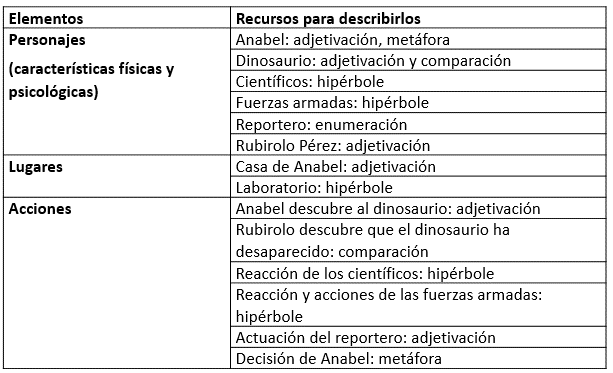 Elementos
Recursos para describirlos
Personajes
(características físicas y
psicológicas)
Anabel: adjetivación, metáfora
Dinosaurio: adjetivación y comparación
Científicos: hipérbole
Fuerzas armadas: hipérbole
Reportero: enumeración
Rubirolo Pérez: adjetivación
Lugares
Casa de Anabel: adjetivación
Laboratorio: hipérbole
Acciones
Anabel descubre al dinosaurio: adjetivación
Rubirolo descubre que el dinosaurio ha
desaparecido: comparación
Reacción de los científicos: hipérbole
Reacción y acciones de las fuerzas armadas:
hipérbole
Actuación del reportero: adjetivación
Decisión de Anabel: metáfora